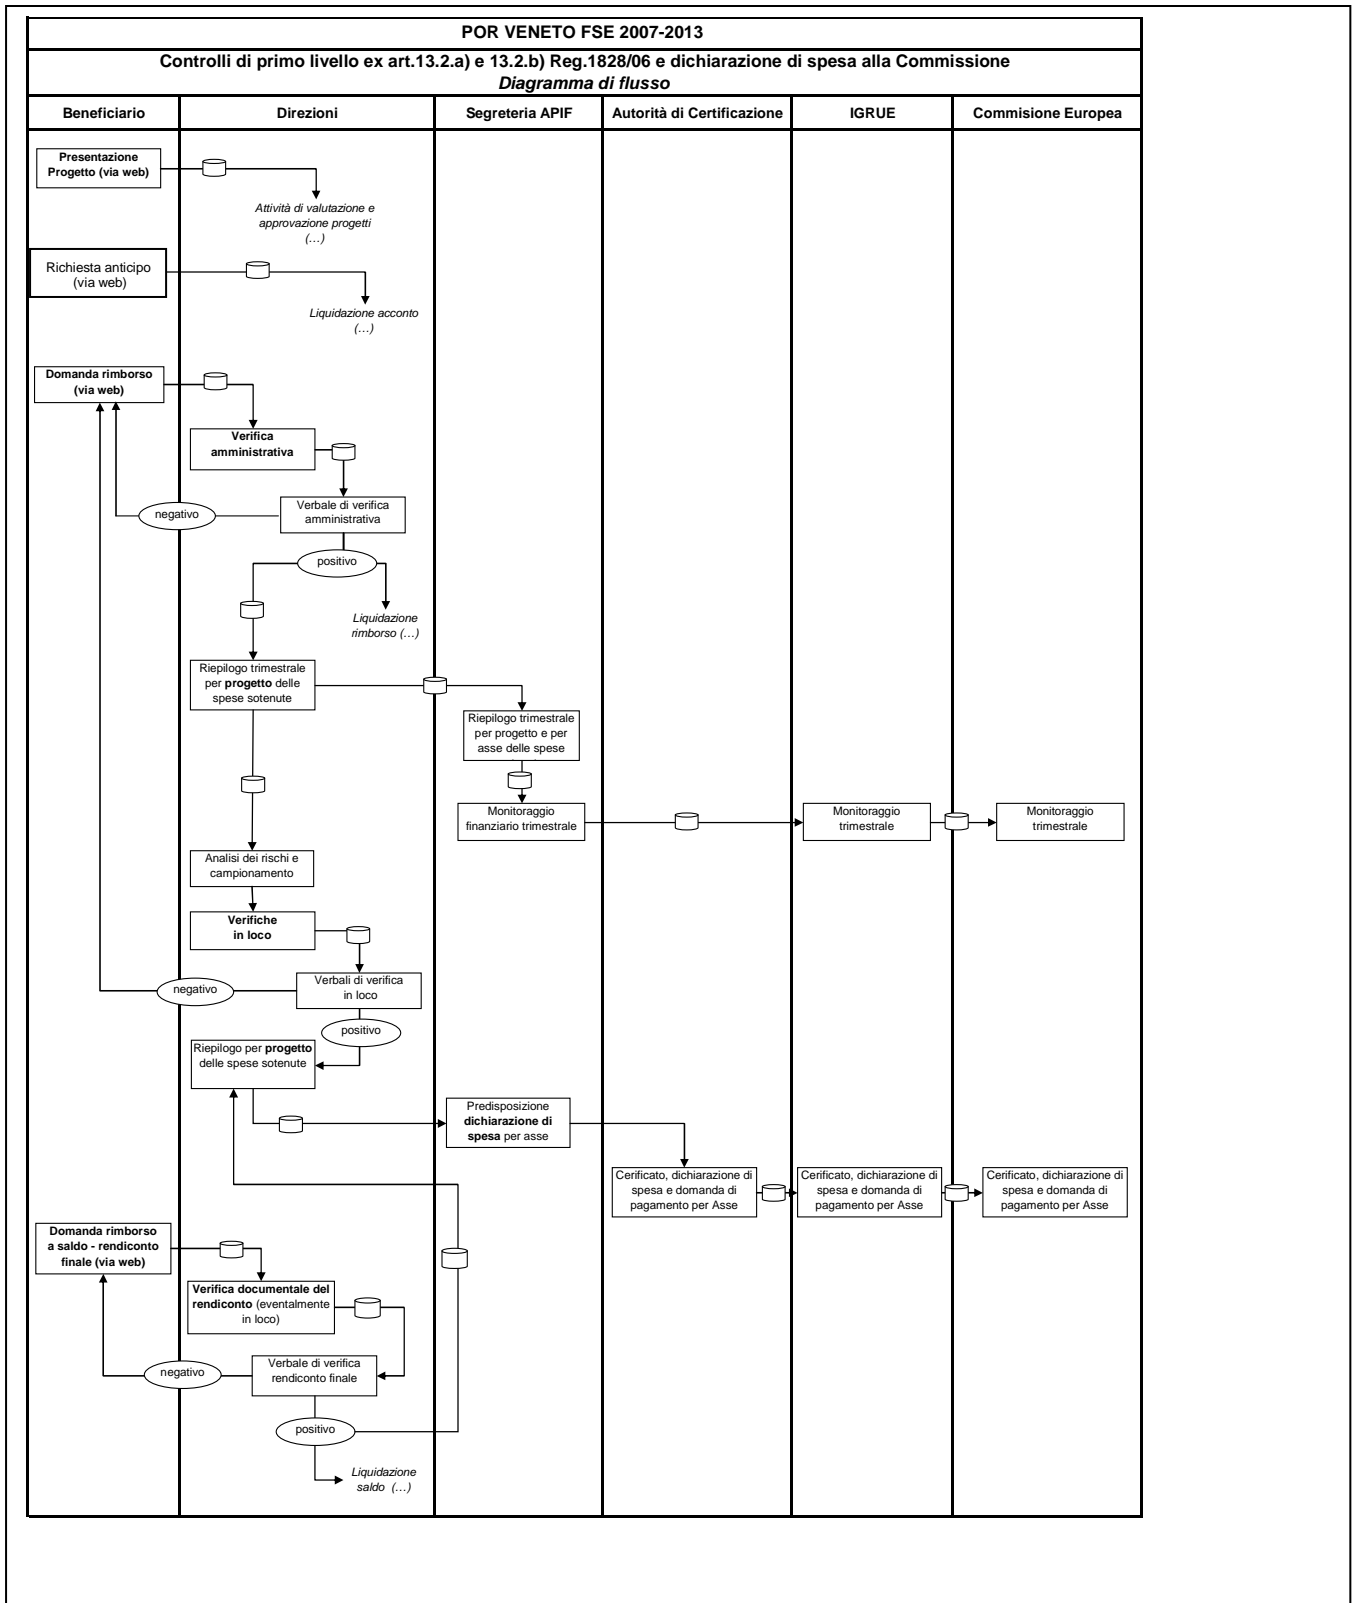 POR VENETO FSE 2007-2013
Controlli di primo livello ex art.13.2.a) e 13.2.b) Reg.1828/06 e dichiarazione di spesa alla Commissione
Diagramma di flusso
Beneficiario
Direzioni
Segreteria APIF
Autorità di Certificazione
IGRUE
Commisione Europea
Presentazione
Progetto (via web)
Attività di valutazione e
approvazione progetti
(…)
Richiesta anticipo
(via web)
Liquidazione acconto
(…)
Domanda rimborso
(via web)
Verifica
amministrativa
Verbale di verifica
amministrativa
negativo
positivo
Liquidazione
rimborso (…)
Riepilogo trimestrale
per progetto delle
spese sotenute
Riepilogo trimestrale
per progetto e per
asse delle spese
Monitoraggio
finanziario trimestrale
Monitoraggio
trimestrale
Monitoraggio
trimestrale
Analisi dei rischi e
campionamento
Verifiche
in loco
Verbali di verifica
in loco
negativo
positivo
Riepilogo per progetto
delle spese sotenute
Predisposizione
dichiarazione di
spesa per asse
Cerificato, dichiarazione di
spesa e domanda di
pagamento per Asse
Cerificato, dichiarazione di
spesa e domanda di
pagamento per Asse
Cerificato, dichiarazione di
spesa e domanda di
pagamento per Asse
Domanda rimborso
a saldo - rendiconto
finale (via web)
Verifica documentale del
rendiconto (eventalmente
in loco)
Verbale di verifica
rendiconto finale
negativo
positivo
Liquidazione
saldo (…)